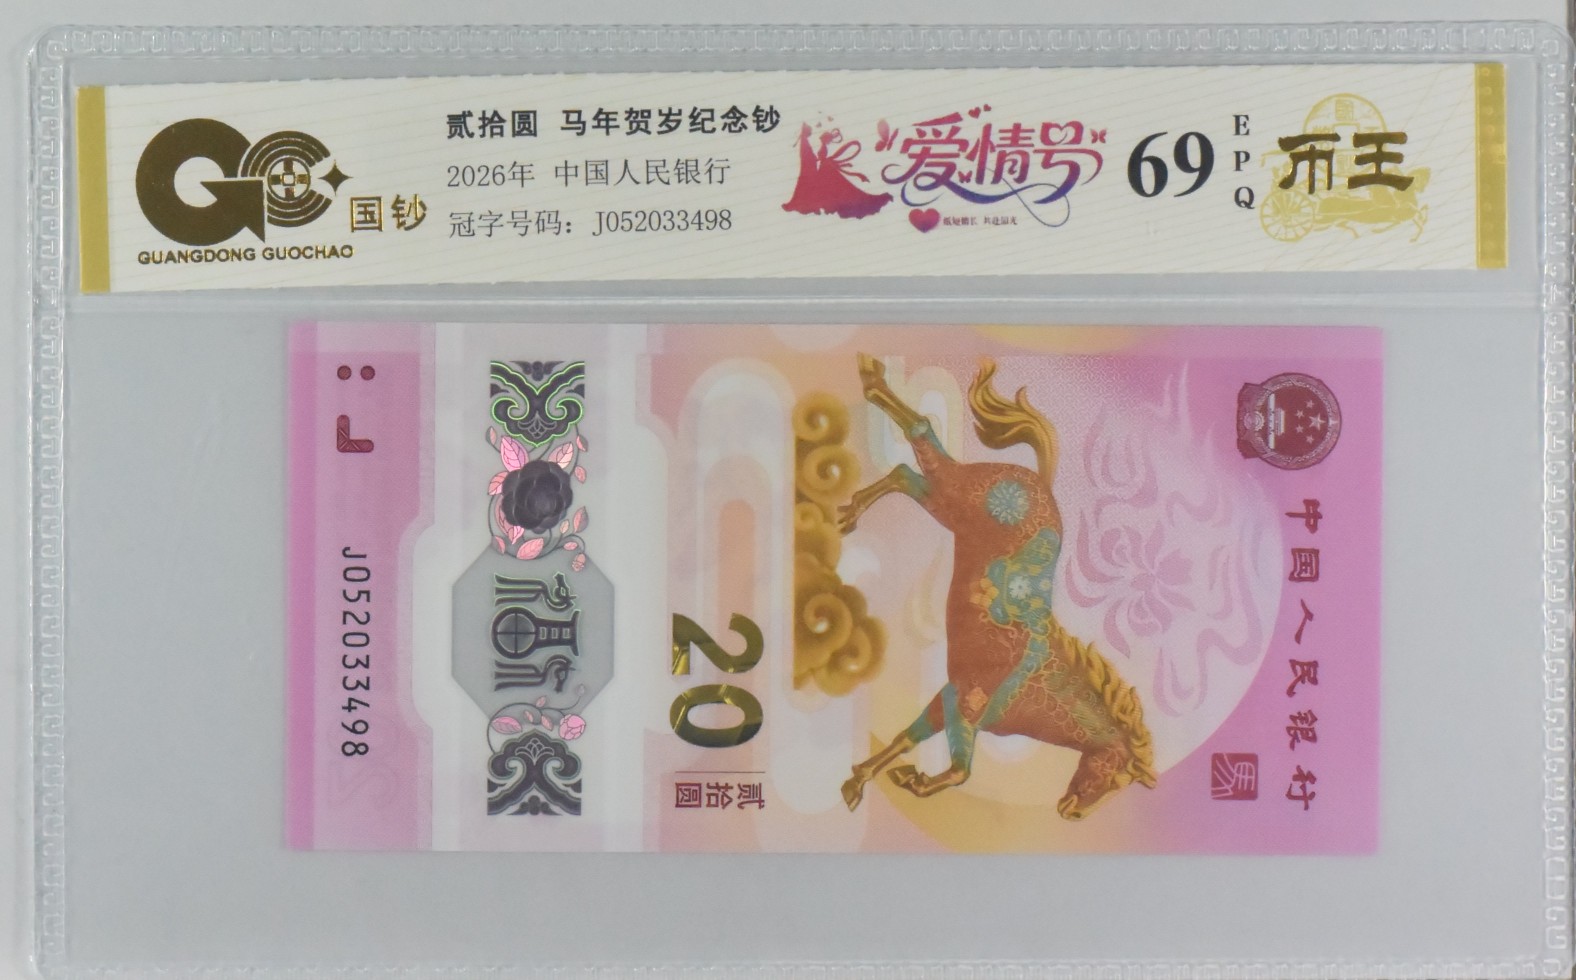 国钞
GUANGDONG GUOCHAO
贰拾圆 马年贺岁纪念钞
2026年 中国人民银行
冠字号码：J052033498
爱情号
69
EPQ
币王
J052033498
20
贰拾圆
中国人民银行
馬